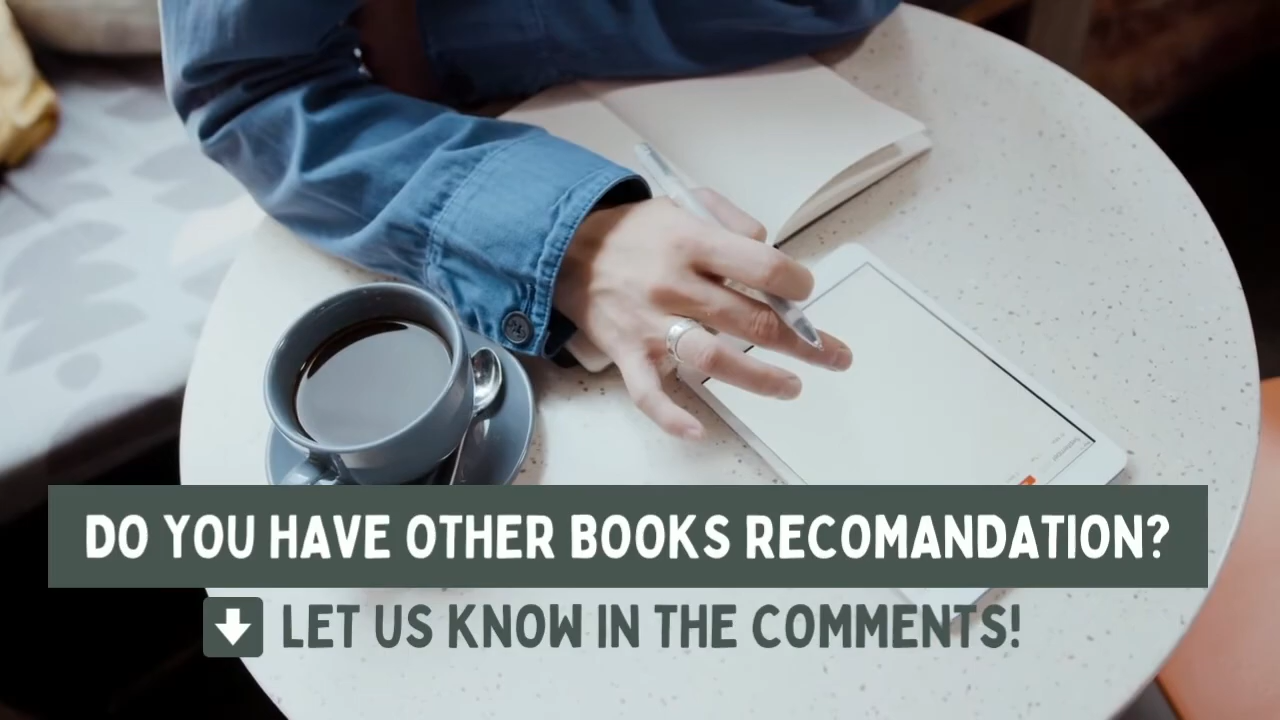 DO YOU HAVE OTHER BOOKS RECOMANDATION?
LET US KNOW IN THE COMMENTS!